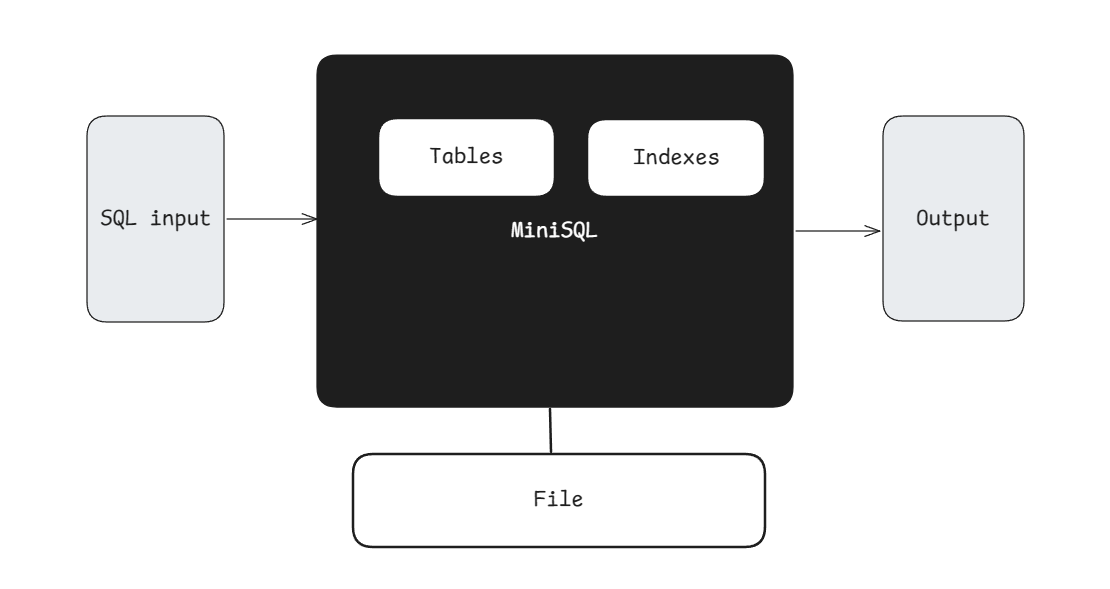 Tables
Indexes
SQL input
MiniSQL
Output
File